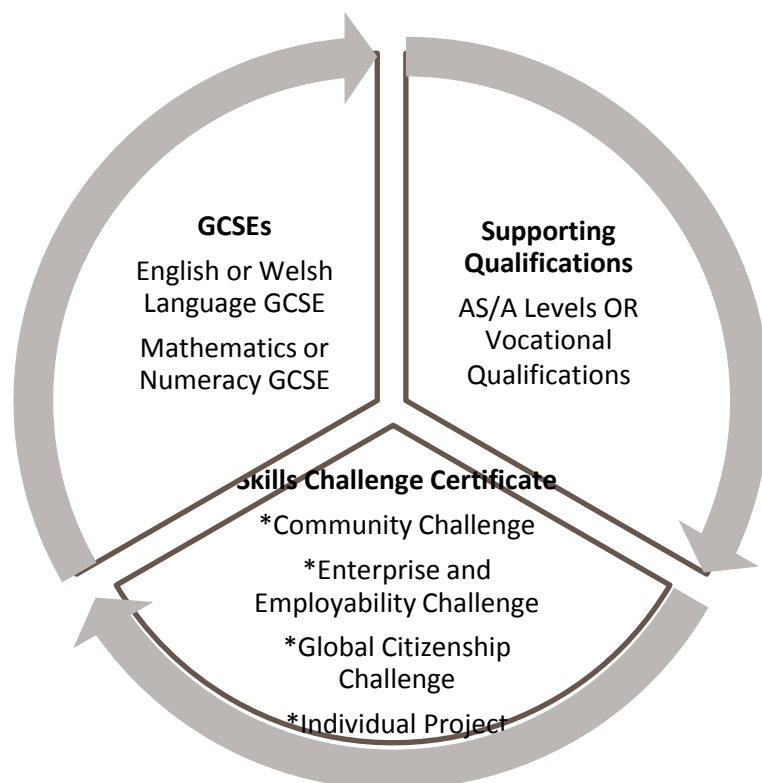 GCSEs
English or Welsh
Language GCSE
Mathematics or
Numeracy GCSE
Supporting
Qualifications
AS/A Levels OR
Vocational
Qualifications
Skills Challenge Certificate
*Community Challenge
*Enterprise and
Employability Challenge
*Global Citizenship
Challenge
*Individual Project